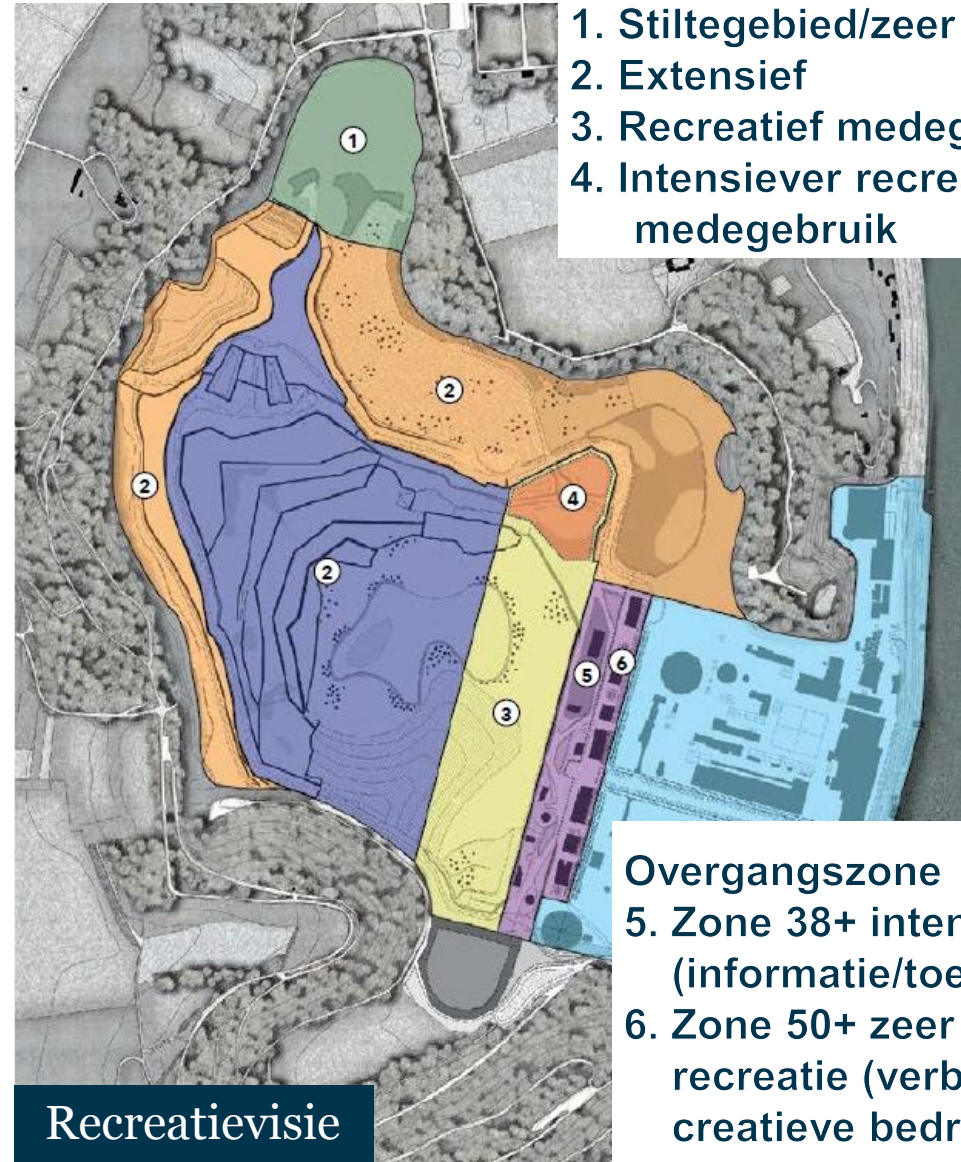 1. Stiltegebied/zeer
2. Extensief
3. Recreatief medeg
4. Intensiever recre
medegebruik
1
2
2
4
2
5
6
3
Overgangszone
5. Zone 38+ inten
(informatie/toe
6. Zone 50+ zeer
recreatie (verb
creatieve bedr
Recreatievisie